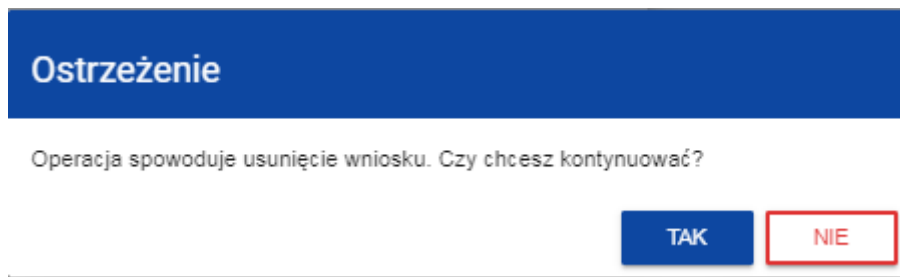 Ostrzeżenie
Operacja spowoduje usunięcie wniosku. Czy chcesz kontynuować?
TAK NIE